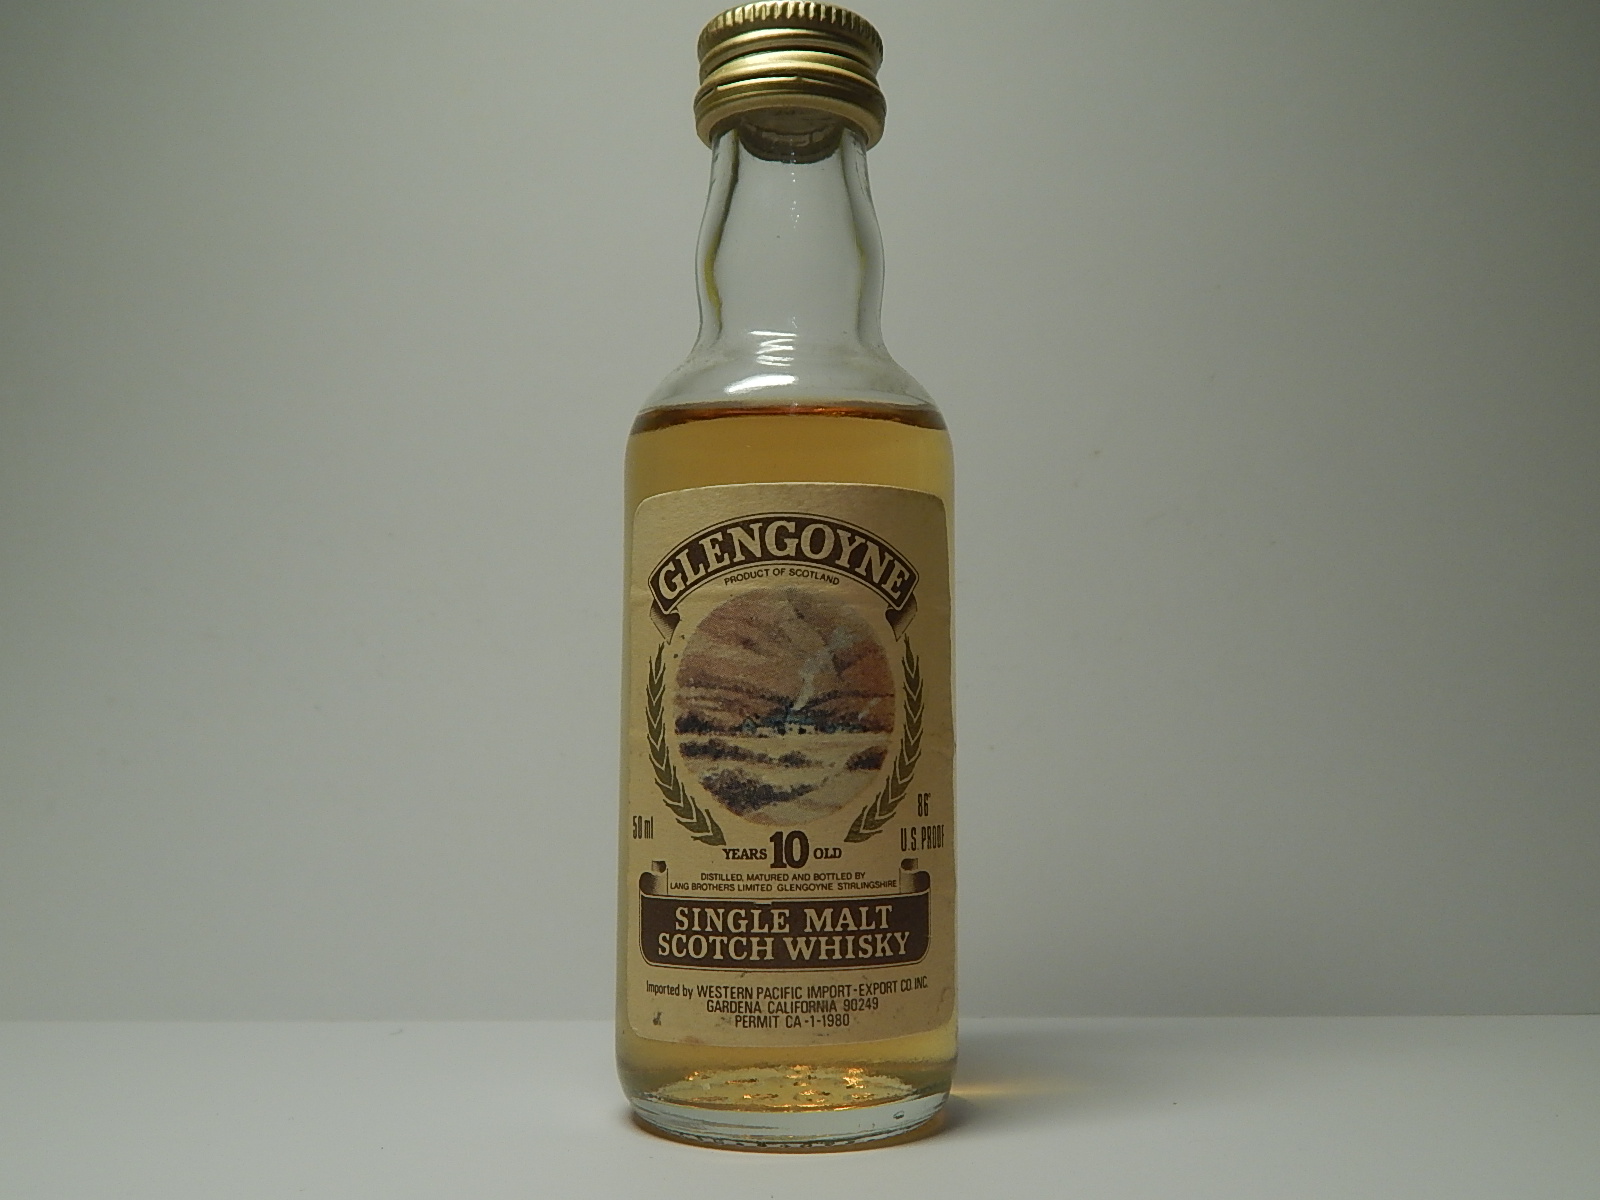 GLENGOYNE
PRODUCT OF SCOTLAND
50 ml
86°
U.S. PROOF
YEARS 10 OLD
DISTILLED, MATURED AND BOTTLED BY
LANG BROTHERS LIMITED GLENGOYNE STIRLINGSHIRE
SINGLE MALT
SCOTCH WHISKY
Imported by WESTERN PACIFIC IMPORT-EXPORT CO. INC.
GARDENA CALIFORNIA 90249
PERMIT CA-1-1980